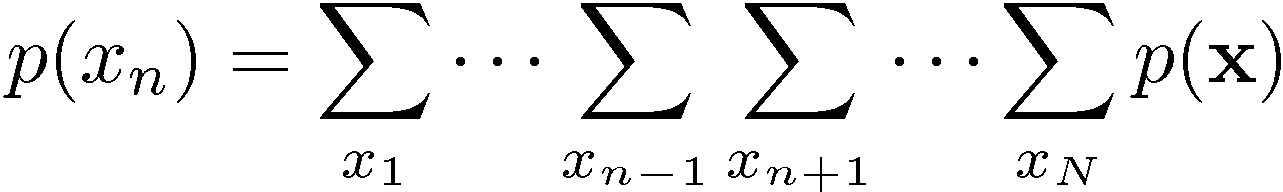 p(x_n) = \sum_{x_1} \cdots \sum_{x_{n-1}} \sum_{x_{n+1}} \cdots \sum_{x_N} p(\mathbf{x})